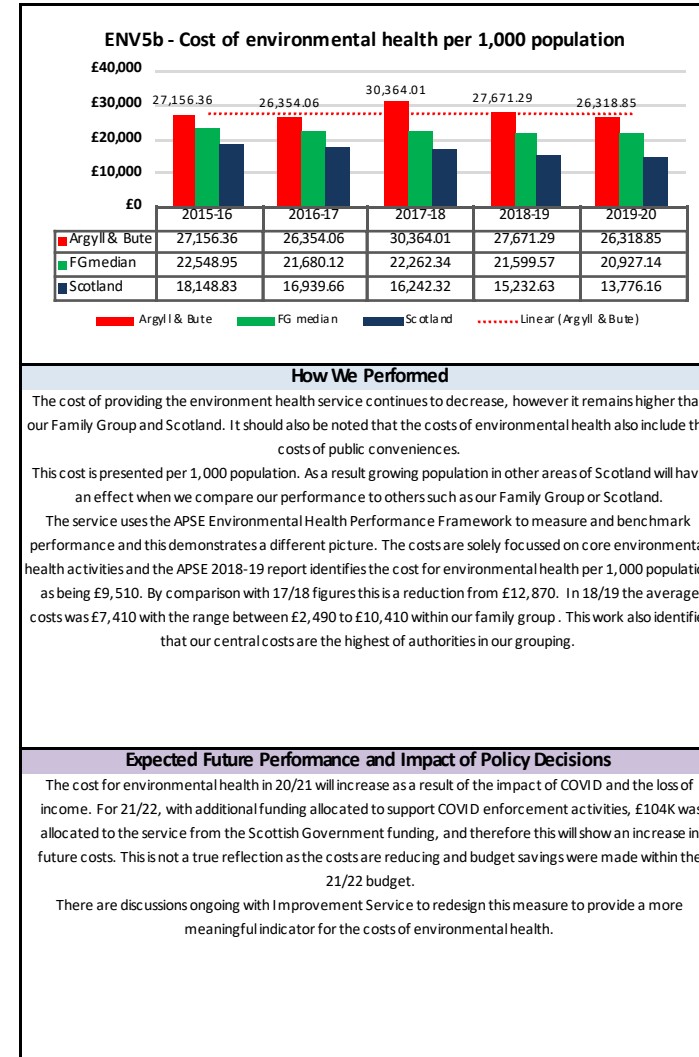 ENV5b - Cost of environmental health per 1,000 population
£40,000
£30,000
£20,000
£10,000
£0
27,156.36
26,354.06
30,364.01
27,671.29
26,318.85
2015-16 2016-17 2017-18 2018-19 2019-20
Argyll & Bute 27,156.36 26,354.06 30,364.01 27,671.29 26,318.85
FG median 22,548.95 21,680.12 22,262.34 21,599.57 20,927.14
Scotland 18,148.83 16,939.66 16,242.32 15,232.63 13,776.16
Argyll & Bute FG median Scotland Linear (Argyll & Bute)
How We Performed
The cost of providing the environment health service continues to decrease, however it remains higher tha
our Family Group and Scotland. It should also be noted that the costs of environmental health also include th
costs of public conveniences.
This cost is presented per 1,000 population. As a result growing population in other areas of Scotland will hav
an effect when we compare our performance to others such as our Family Group or Scotland.
The service uses the APSE Environmental Health Performance Framework to measure and benchmark
performance and this demonstrates a different picture. The costs are solely focussed on core environmenta
health activities and the APSE 2018-19 report identifies the cost for environmental health per 1,000 populatio
as being £9,510. By comparison with 17/18 figures this is a reduction from £12,870. In 18/19 the average
costs was £7,410 with the range between £2,490 to £10,410 within our family group . This work also identifie
that our central costs are the highest of authorities in our grouping.
Expected Future Performance and Impact of Policy Decisions
The cost for environmental health in 20/21 will increase as a result of the impact of COVID and the loss of
income. For 21/22, with additional funding allocated to support COVID enforcement activities, £104K was
allocated to the service from the Scottish Government funding, and therefore this will show an increase in
future costs. This is not a true reflection as the costs are reducing and budget savings were made within the
21/22 budget.
There are discussions ongoing with Improvement Service to redesign this measure to provide a more
meaningful indicator for the costs of environmental health.